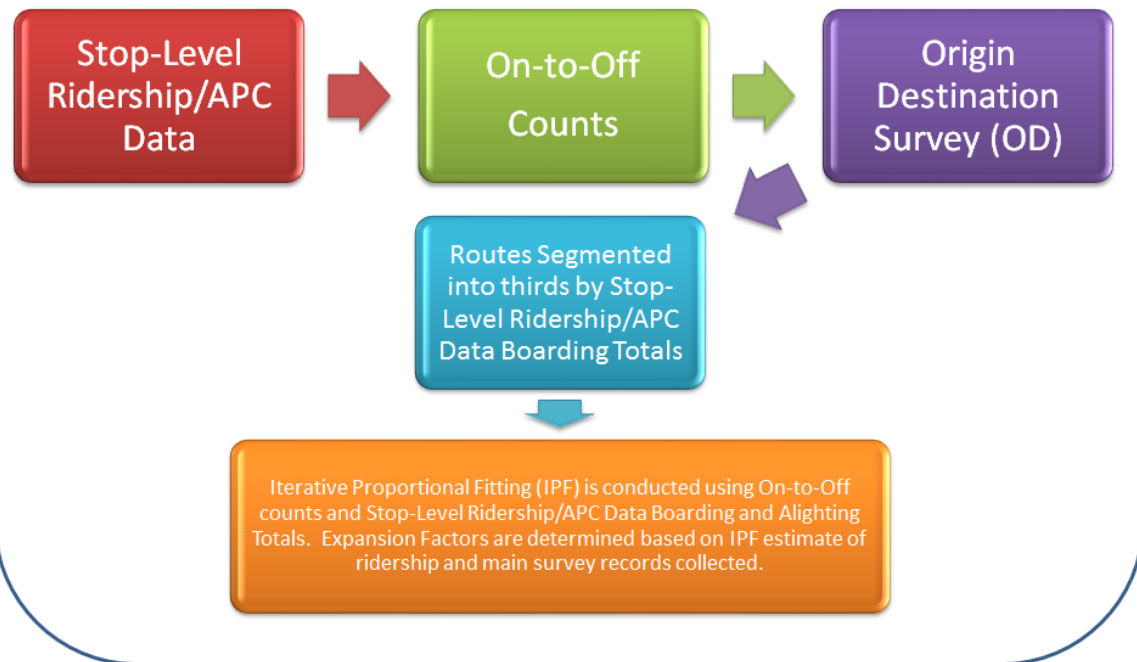 Stop-Level
Ridership/APC
Data
On-to-Off
Counts
Origin
Destination
Survey (OD)
Routes Segmented
into thirds by Stop-
Level Ridership/APC
Data Boarding Totals
Iterative Proportional Fitting (IPF) is conducted using On-to-Off
counts and Stop-Level Ridership/APC Data Boarding and Alighting
Totals.  Expansion Factors are determined based on IPF estimate of
ridership and main survey records collected.